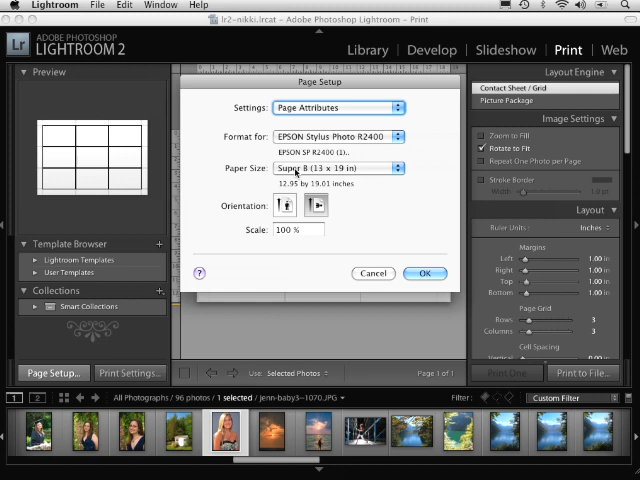 Lightroom File Edit Window Help
lr2-nikki.lrcat - Adobe Photoshop Lightroom - Print
Lr ADOBE PHOTOSHOP
LIGHTROOM 2
Library | Develop | Slideshow | Print | Web
Preview
Template Browser
Lightroom Templates
User Templates
Collections
Smart Collections
Page Setup... Print Settings...
Page Setup
Settings: Page Attributes
Format for: EPSON Stylus Photo R2400
EPSON SP R2400 (1)..
Paper Size: Super B (13 x 19 in)
12.95 by 19.01 inches
Orientation:
Scale: 100 %
? Cancel OK
Layout Engine
Contact Sheet / Grid
Picture Package
Image Settings
Zoom to Fill
Rotate to Fit
Repeat One Photo per Page
Stroke Border
Width
Layout
Ruler Units: Inches
Margins
Left 1.00 in
Right 1.00 in
Top 1.00 in
Bottom 1.00 in
Page Grid
Rows 3
Columns 3
Cell Spacing
Print One Print to File...
Use: Selected Photos Page 1 of 1
1 2 All Photographs / 96 photos / 1 selected / Jenn-baby3-1070.JPG Filter: Custom Filter